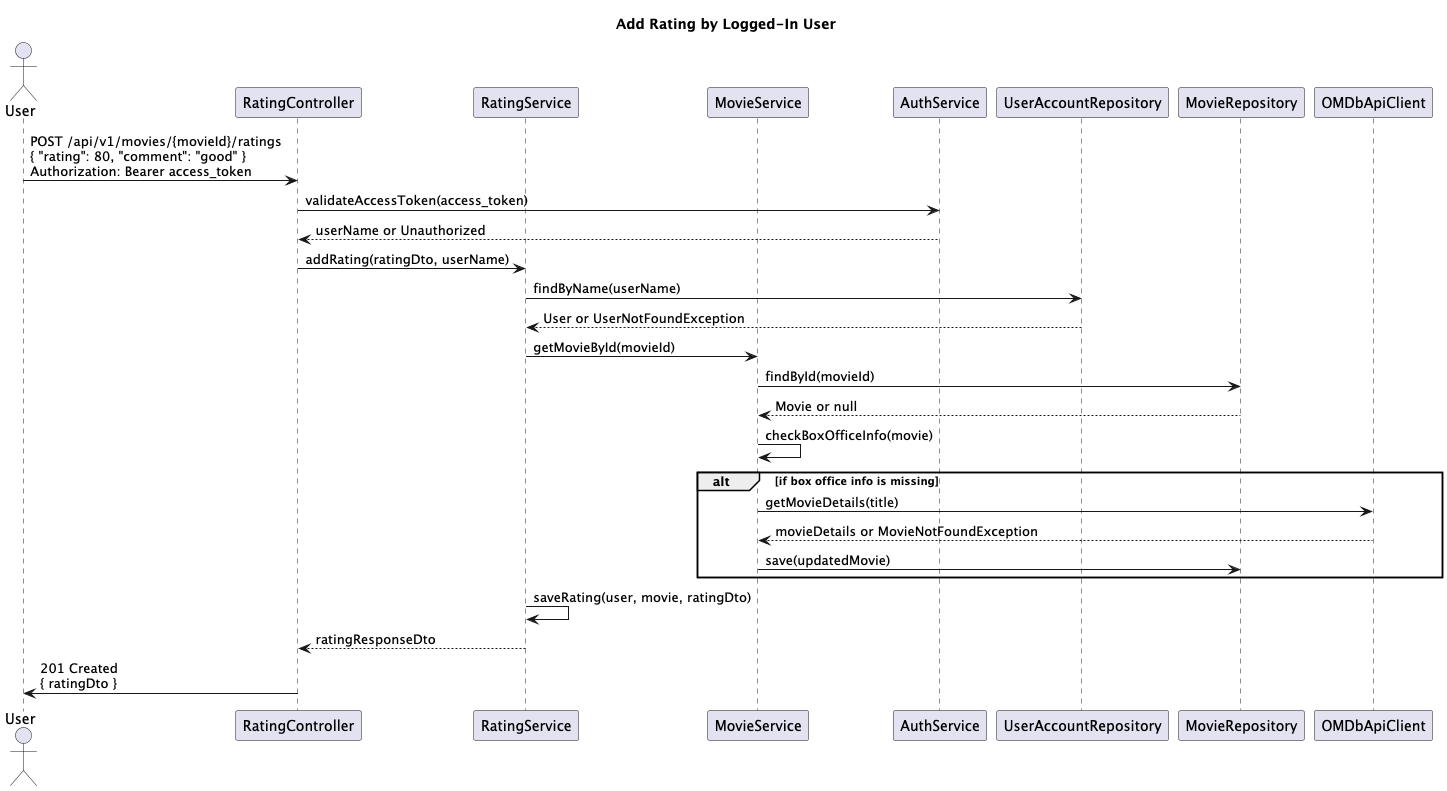 Add Rating by Logged-In User
User
RatingController
RatingService
MovieService
AuthService
UserAccountRepository
MovieRepository
OMDbApiClient
POST /api/v1/movies/{movieId}/ratings
{ "rating": 80, "comment": "good" }
Authorization: Bearer access_token
validateAccessToken(access_token)
userName or Unauthorized
addRating(ratingDto, userName)
findByName(userName)
User or UserNotFoundException
getMovieById(movieId)
findById(movieId)
Movie or null
checkBoxOfficeInfo(movie)
alt
[if box office info is missing]
getMovieDetails(title)
movieDetails or MovieNotFoundException
save(updatedMovie)
saveRating(user, movie, ratingDto)
ratingResponseDto
201 Created
{ ratingDto }
User
RatingController
RatingService
MovieService
AuthService
UserAccountRepository
MovieRepository
OMDbApiClient